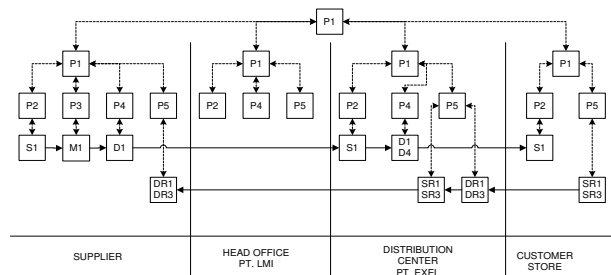 P1
P1 P1 P1 P1
P2 P3 P4 P5 P2 P4 P5 P2 P4 P5 P2 P5
S1 M1 D1 S1 D1 S1
D4
DR1 SR1 DR1 SR1
DR3 SR3 DR3 SR3
SUPPLIER HEAD OFFICE DISTRIBUTION CUSTOMER
PT. LMI CENTER STORE
PT. EXEL